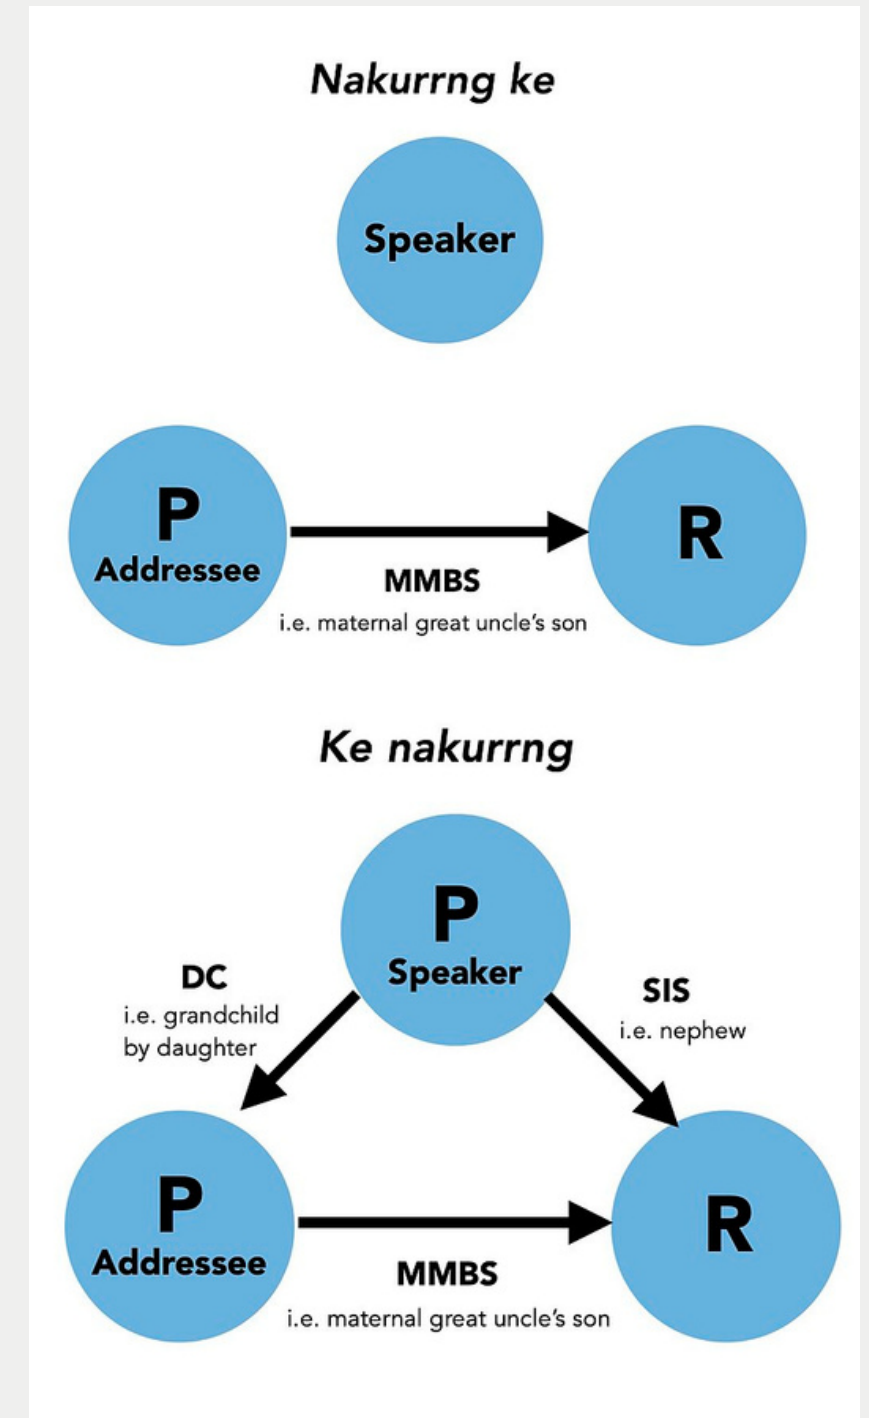 Nakurrng ke
Speaker
P
Addressee
R
MMBS
i.e. maternal great uncle's son
Ke nakurrng
P
Speaker
DC
i.e. grandchild
by daughter
SIS
i.e. nephew
P
Addressee
R
MMBS
i.e. maternal great uncle's son